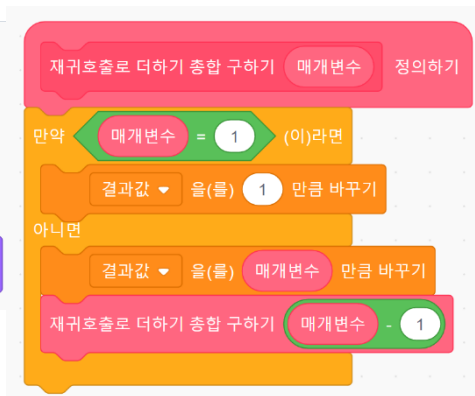 재귀호출로 더하기 총합 구하기 매개변수 정의하기
만약 매개변수 = 1 (이)라면
결과값 을(를) 1 만큼 바꾸기
아니면
결과값 을(를) 매개변수 만큼 바꾸기
재귀호출로 더하기 총합 구하기 매개변수 - 1